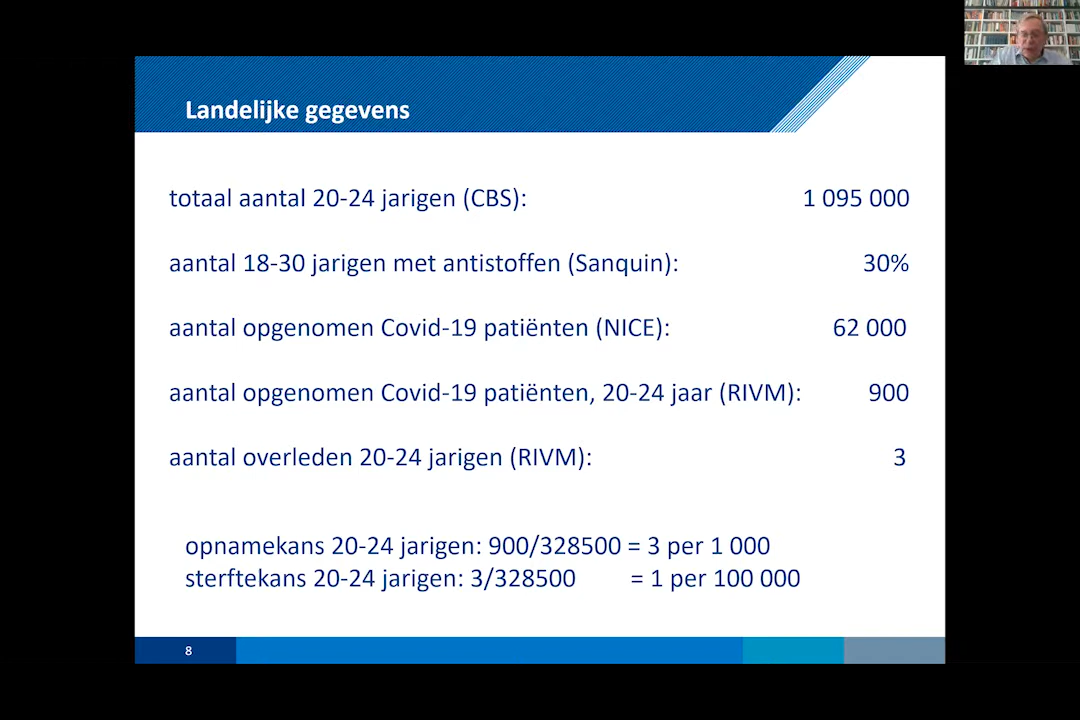 Landelijke gegevens
totaal aantal 20-24 jarigen (CBS): 1 095 000
aantal 18-30 jarigen met antistoffen (Sanquin): 30%
aantal opgenomen Covid-19 patiënten (NICE): 62 000
aantal opgenomen Covid-19 patiënten, 20-24 jaar (RIVM): 900
aantal overleden 20-24 jarigen (RIVM): 3
opnamekans 20-24 jarigen: 900/328500 = 3 per 1 000
sterftekans 20-24 jarigen: 3/328500 = 1 per 100 000
8